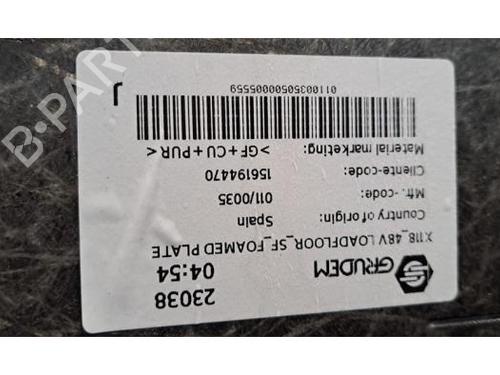 GRUDEM
23038
04:54
X118_48V LOADFLOOR_SF_FOAMED PLATE
Country of origin: Spain
Mfr.-code: 011/0035
Cliente-code: 156194470
Material marketing: >GF+CU+PUR<
01100350500005559
J
B-PARTS